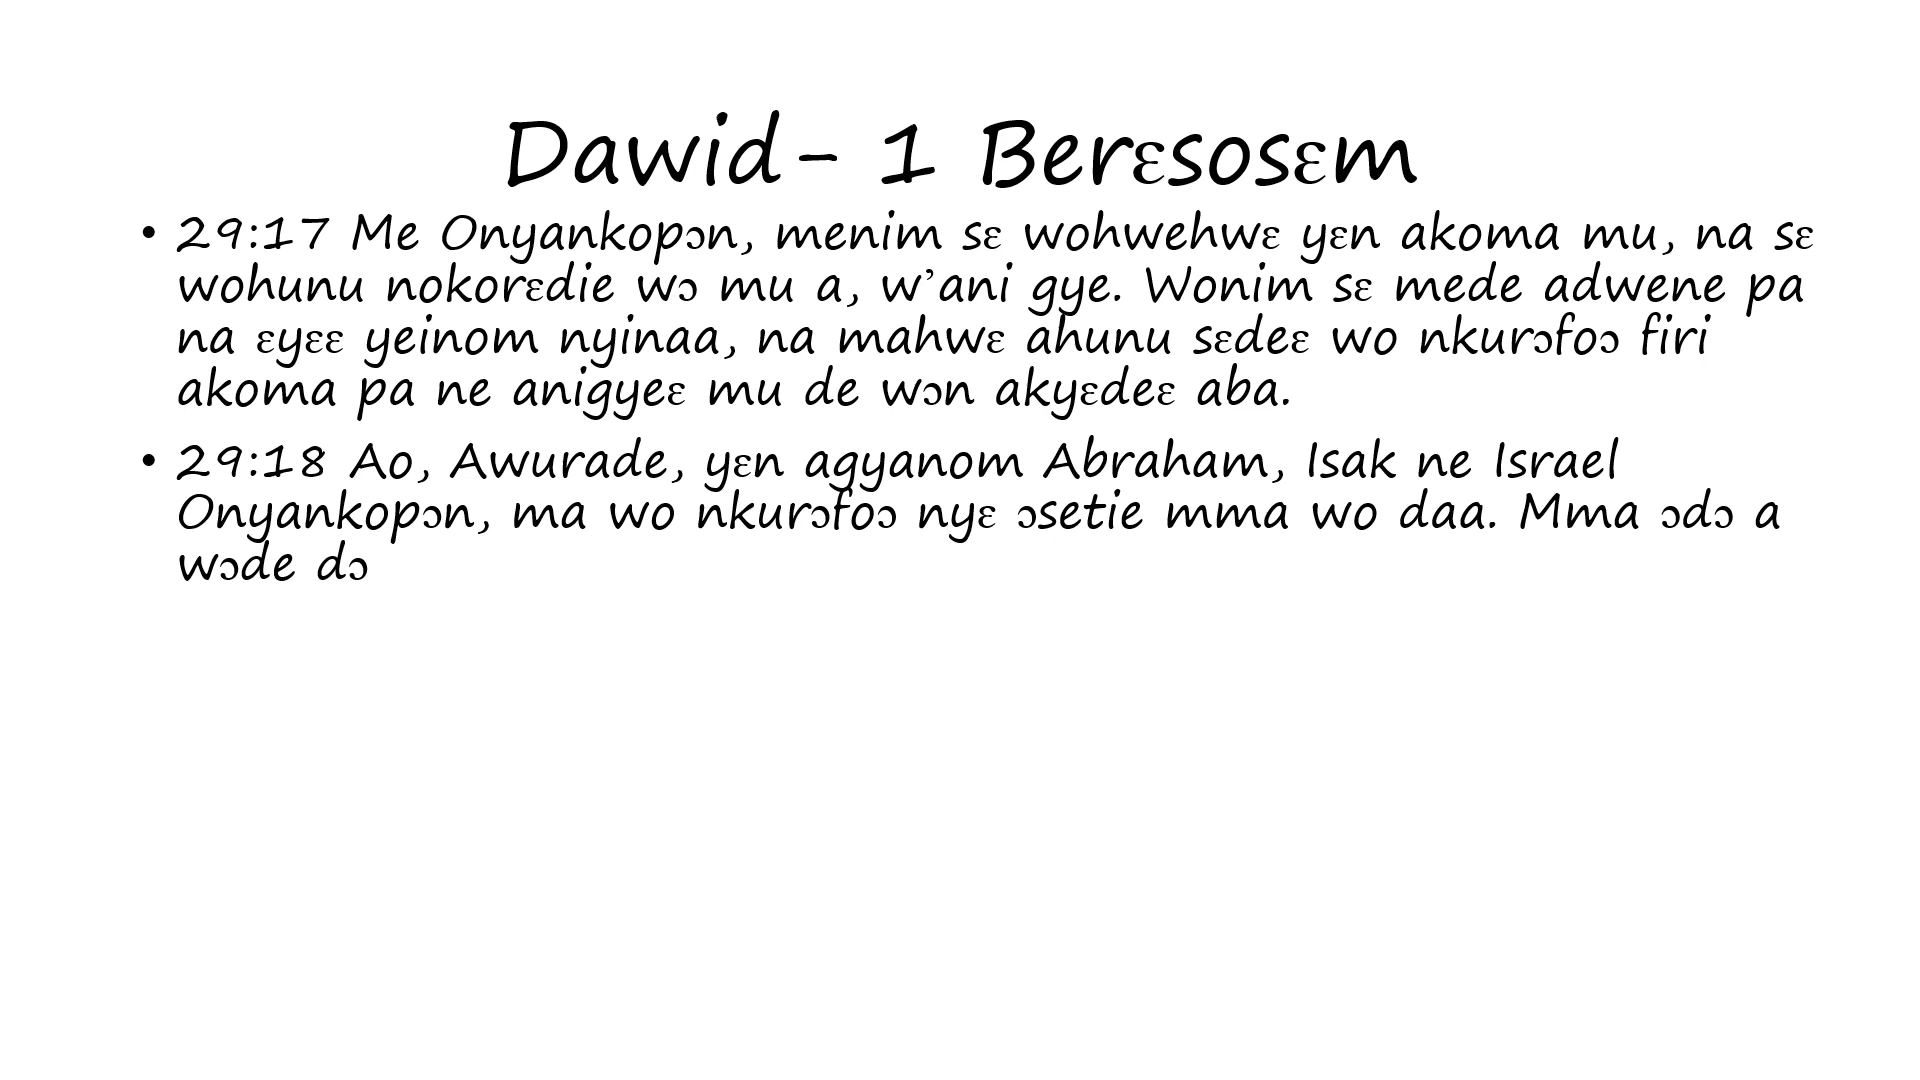 Dawid- 1 Berɛsosɛm
• 29:17 Me Onyankopɔn, menim sɛ wohwehwɛ yɛn akoma mu, na sɛ
wohunu nokorɛdie wɔ mu a, w’ani gye. Wonim sɛ mede adwene pa
na ɛyɛɛ yeinom nyinaa, na mahwɛ ahunu sɛdeɛ wo nkurɔfoɔ firi
akoma pa ne anigyeɛ mu de wɔn akyɛdeɛ aba.
• 29:18 Ao, Awurade, yɛn agyanom Abraham, Isak ne Israel
Onyankopɔn, ma wo nkurɔfoɔ nyɛ ɔsetie mma wo daa. Mma ɔdɔ a
wɔde dɔ